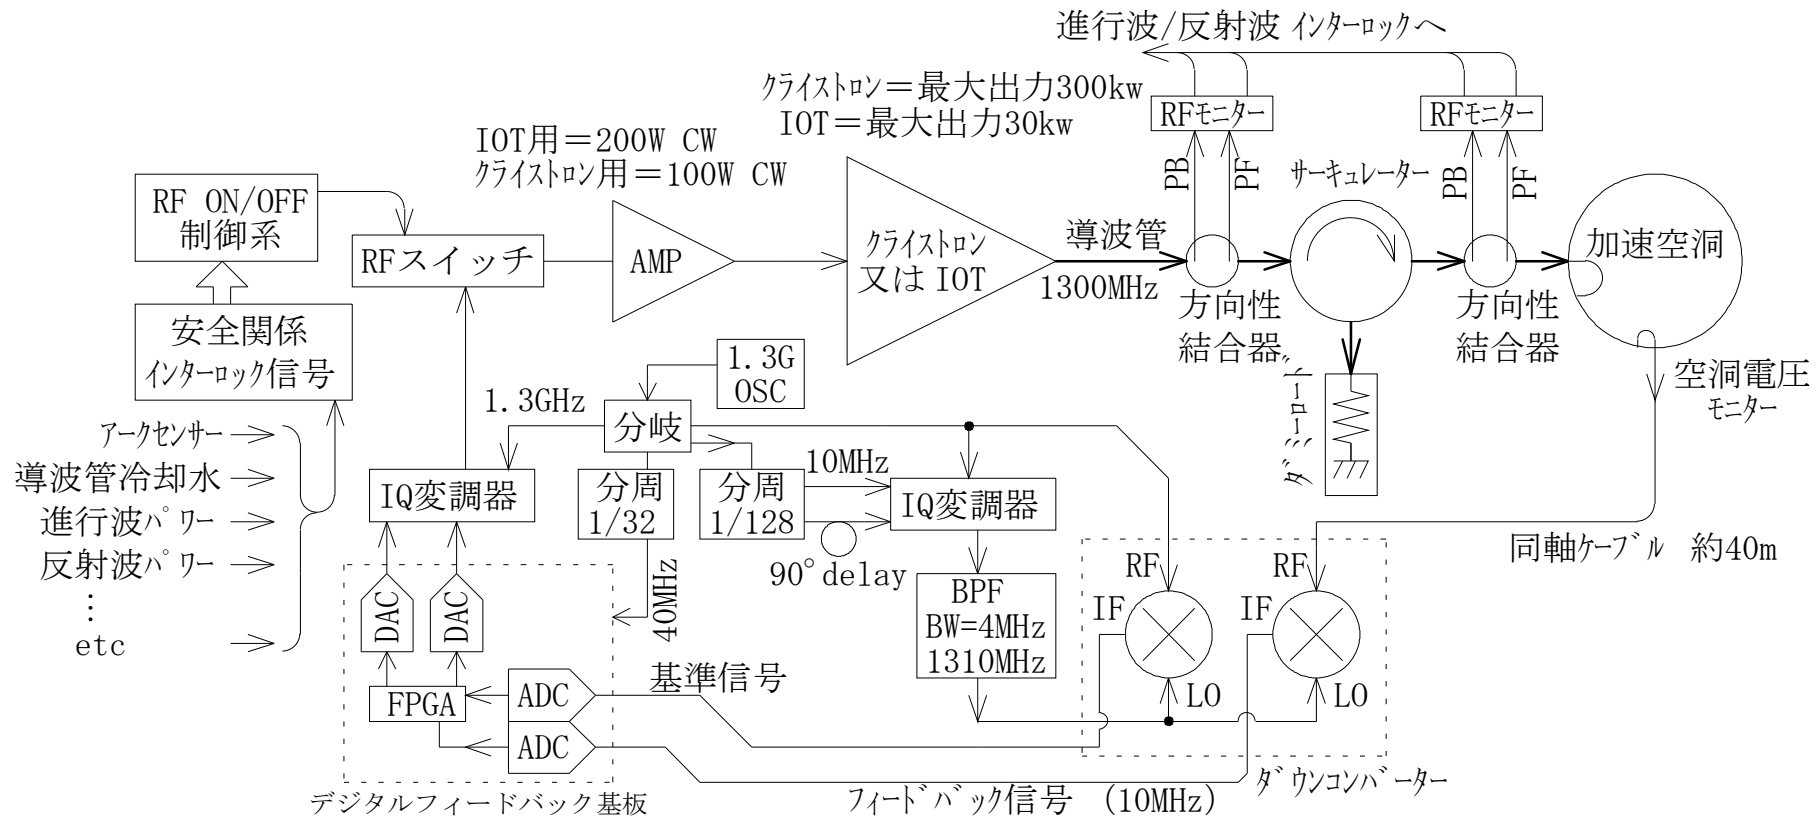 進行波/反射波 インターロックへ
クライストロン＝最大出力300kw
IOT＝最大出力30kw
RFモニター
RFモニター
IOT用＝200W CW
クライストロン用＝100W CW
PB
PF
サーキュレーター
PB
PF
RF ON/OFF
制御系
RFスイッチ
AMP
クライストロン
又は IOT
導波管
1300MHz
方向性
結合器
方向性
結合器
加速空洞
安全関係
インターロック信号
1.3G
OSC
ダミーロード
空洞電圧
モニター
1.3GHz
分岐
アークセンサー
導波管冷却水
進行波パワー
反射波パワー
⋮
etc
IQ変調器
分周
1/32
分周
1/128
10MHz
IQ変調器
90°delay
40MHz
同軸ケーブル 約40m
BPF
BW=4MHz
1310MHz
RF
IF
LO
RF
IF
LO
DAC
DAC
FPGA
ADC
ADC
基準信号
デジタルフィードバック基板
フィードバック信号 (10MHz)
ダウンコンバーター